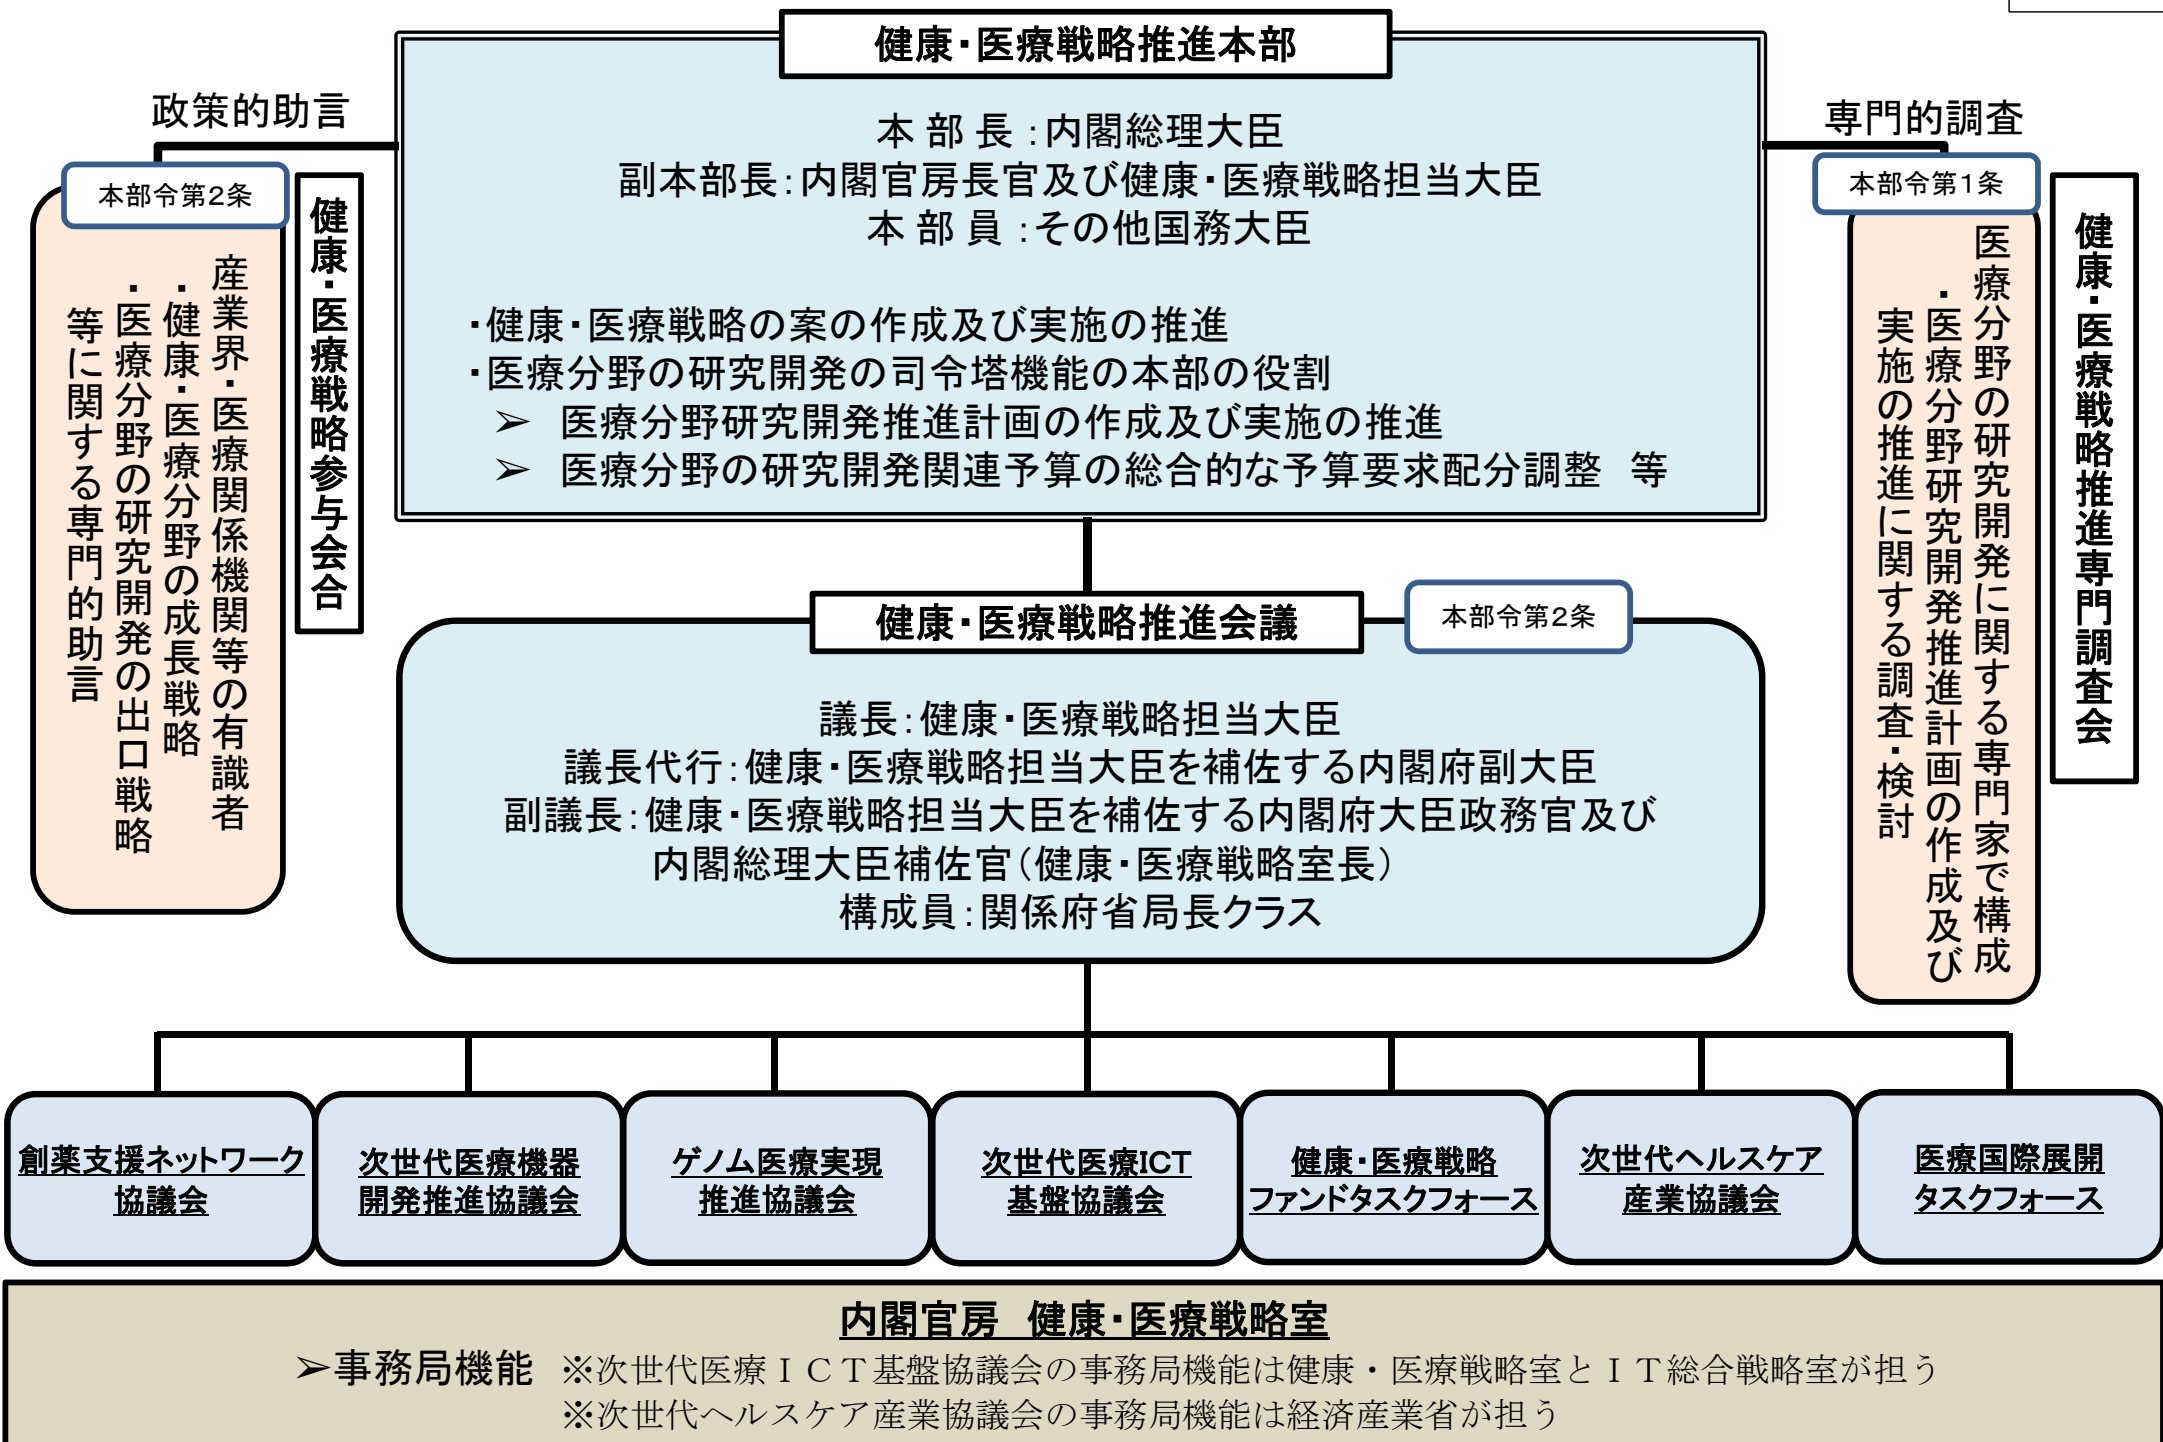 健康・医療戦略推進本部
本 部 長 ：内閣総理大臣
副本部長：内閣官房長官及び健康・医療戦略担当大臣
本 部 員 ：その他国務大臣
・健康・医療戦略の案の作成及び実施の推進
・医療分野の研究開発の司令塔機能の本部の役割
➢ 医療分野研究開発推進計画の作成及び実施の推進
➢ 医療分野の研究開発関連予算の総合的な予算要求配分調整　等
政策的助言
本部令第２条
健康・医療戦略参与会合
産業界・医療関係機関等の有識者
・健康・医療分野の成長戦略
・医療分野の研究開発の出口戦略
等に関する専門的助言
専門的調査
本部令第１条
健康・医療戦略推進専門調査会
医療分野の研究開発に関する専門家で構成
・医療分野研究開発推進計画の作成及び
実施の推進に関する調査・検討
健康・医療戦略推進会議
本部令第２条
議長：健康・医療戦略担当大臣
議長代行：健康・医療戦略担当大臣を補佐する内閣府副大臣
副議長：健康・医療戦略担当大臣を補佐する内閣府大臣政務官及び
内閣総理大臣補佐官（健康・医療戦略室長）
構成員：関係府省局長クラス
創薬支援ネットワーク
協議会
次世代医療機器
開発推進協議会
ゲノム医療実現
推進協議会
次世代医療ICT
基盤協議会
健康・医療戦略
ファンドタスクフォース
次世代ヘルスケア
産業協議会
医療国際展開
タスクフォース
内閣官房　健康・医療戦略室
➢事務局機能　※次世代医療ＩＣＴ基盤協議会の事務局機能は健康・医療戦略室とＩＴ総合戦略室が担う
※次世代ヘルスケア産業協議会の事務局機能は経済産業省が担う